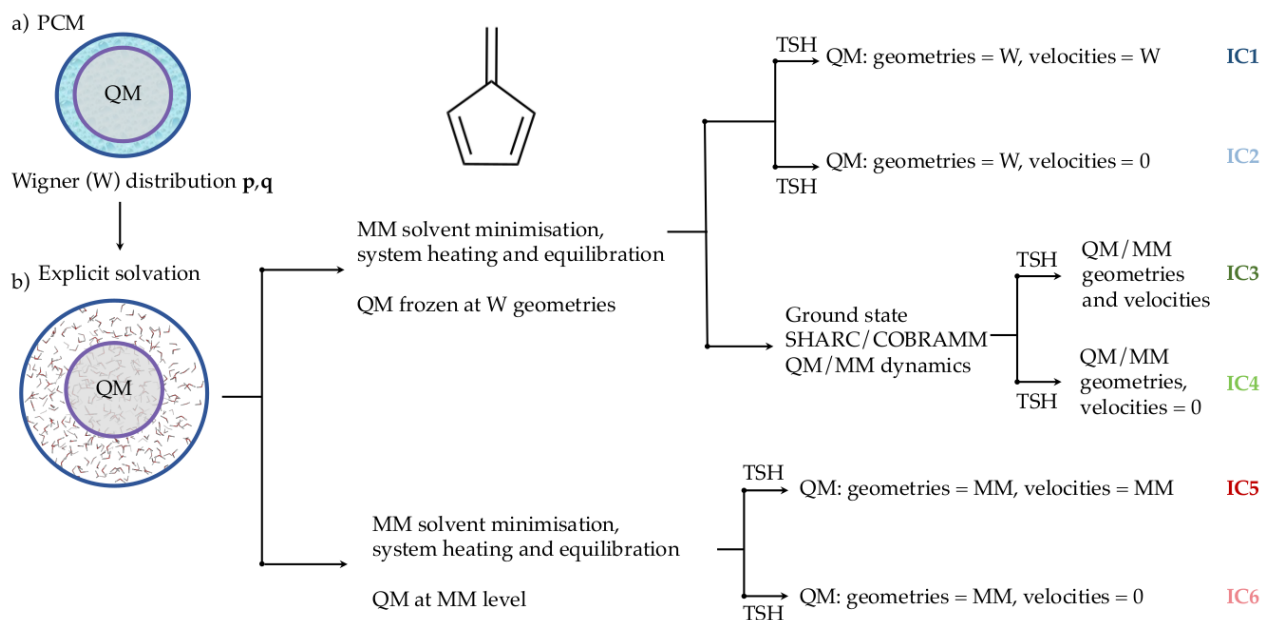 a) PCM
QM
Wigner (W) distribution p,q
b) Explicit solvation
QM
MM solvent minimisation,
system heating and equilibration
QM frozen at W geometries
TSH
QM: geometries = W, velocities = W
IC1
QM: geometries = W, velocities = 0
IC2
TSH
Ground state
SHARC/COBRAMM
QM/MM dynamics
TSH
QM/MM
geometries
and velocities
IC3
TSH
QM/MM
geometries,
velocities = 0
IC4
MM solvent minimisation,
system heating and equilibration
QM at MM level
TSH
QM: geometries = MM, velocities = MM
IC5
QM: geometries = MM, velocities = 0
IC6
TSH